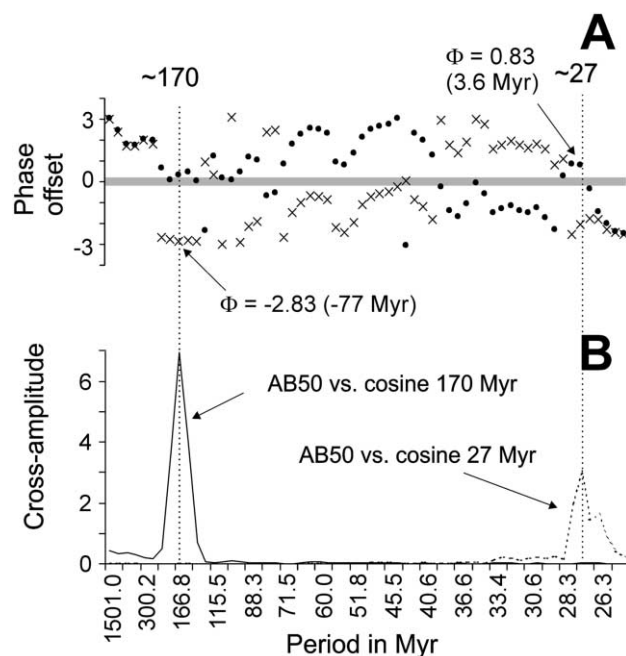 A
~170
Φ = 0.83
(3.6 Myr)
~27
3
0
-3
Phase
offset
Φ = -2.83 (-77 Myr)
B
6
4
2
0
Cross-amplitude
AB50 vs. cosine 170 Myr
AB50 vs. cosine 27 Myr
1501.0
300.2
166.8
115.5
88.3
71.5
60.0
51.8
45.5
40.6
36.6
33.4
30.6
28.3
26.3
Period in Myr